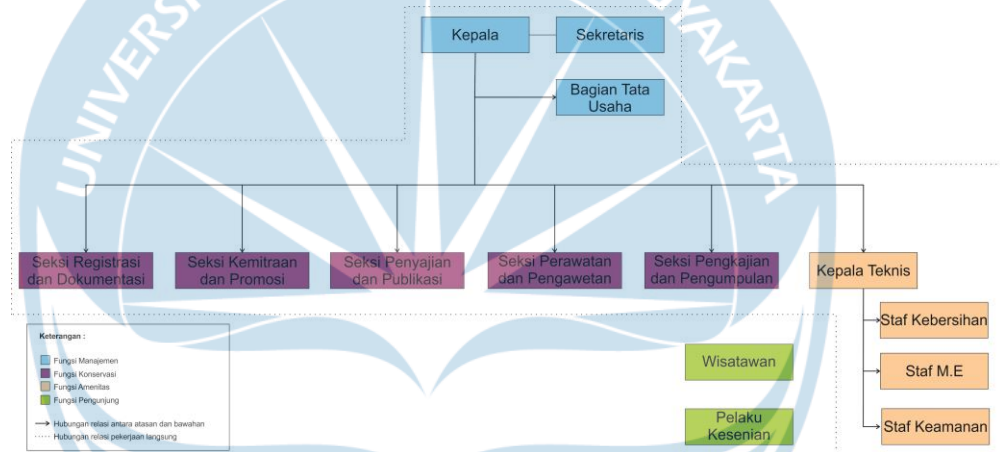 UNIVERSI
YAKARTA
Kepala
Sekretaris
Bagian Tata
Usaha
Seksi Registrasi
dan Dokumentasi
Seksi Kemitraan
dan Promosi
Seksi Penyajian
dan Publikasi
Seksi Perawatan
dan Pengawetan
Seksi Pengkajian
dan Pengumpulan
Kepala Teknis
Staf Kebersihan
Staf M.E
Staf Keamanan
Wisatawan
Pelaku
Kesenian
Keterangan :
Fungsi Manajemen
Fungsi Konservasi
Fungsi Amenitas
Fungsi Pengunjung
Hubungan relasi antara atasan dan bawahan
Hubungan relasi pekerjaan langsung